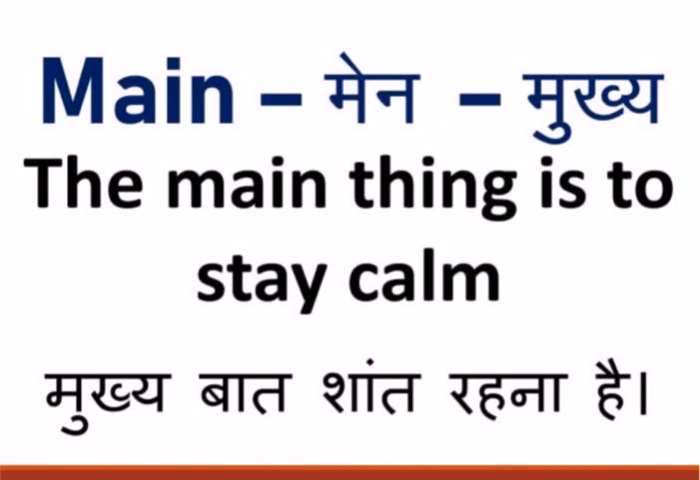 Main – मेन – मुख्य
The main thing is to
stay calm
मुख्य बात शांत रहना है।